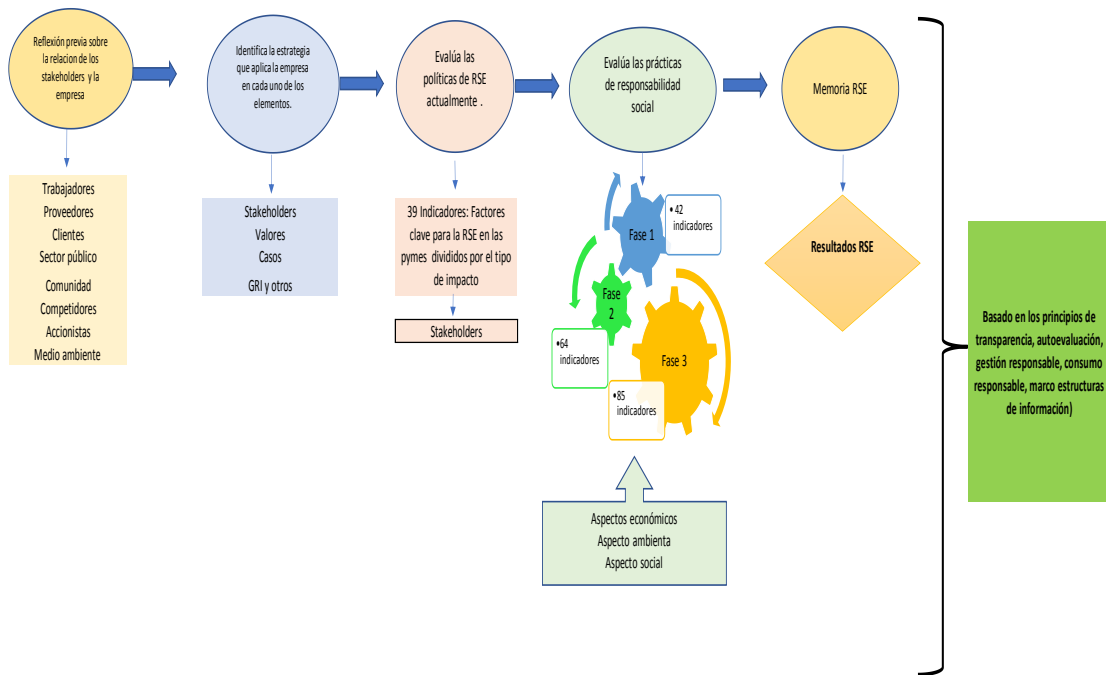 Reflexión previa sobre
la relacion de los
stakeholders y la
empresa
Trabajadores
Proveedores
Clientes
Sector público
Comunidad
Competidores
Accionistas
Medio ambiente
Identifica la estrategia
que aplica la empresa
en cada uno de los
elementos.
Stakeholders
Valores
Casos
GRI y otros
Evalúa las
políticas de RSE
actualmente .
39 Indicadores: Factores
clave para la RSE en las
pymes divididos por el tipo
de impacto
Stakeholders
Evalúa las prácticas
de responsabilidad
social
Fase 1
• 42
indicadores
Fase
2
•64
indicadores
Fase 3
•85
indicadores
Aspectos económicos
Aspecto ambienta
Aspecto social
Memoria RSE
Resultados RSE
Basado en los principios de
transparencia, autoevaluación,
gestión responsable, consumo
responsable, marco estructuras
de información)